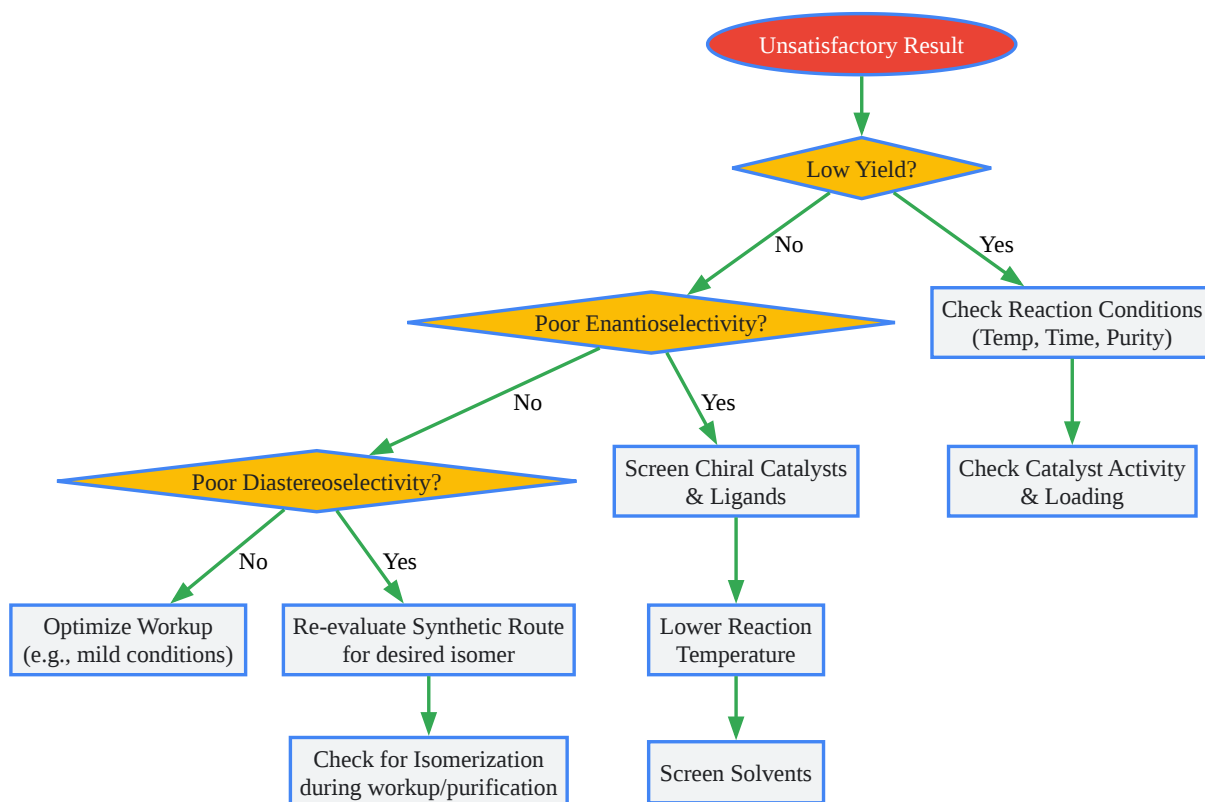 Unsatisfactory Result
Low Yield?
No
Yes
Poor Enantioselectivity?
Check Reaction Conditions
(Temp, Time, Purity)
No
Yes
Poor Diastereoselectivity?
Screen Chiral Catalysts
& Ligands
Check Catalyst Activity
& Loading
No
Yes
Optimize Workup
(e.g., mild conditions)
Re-evaluate Synthetic Route
for desired isomer
Lower Reaction
Temperature
Check for Isomerization
during workup/purification
Screen Solvents